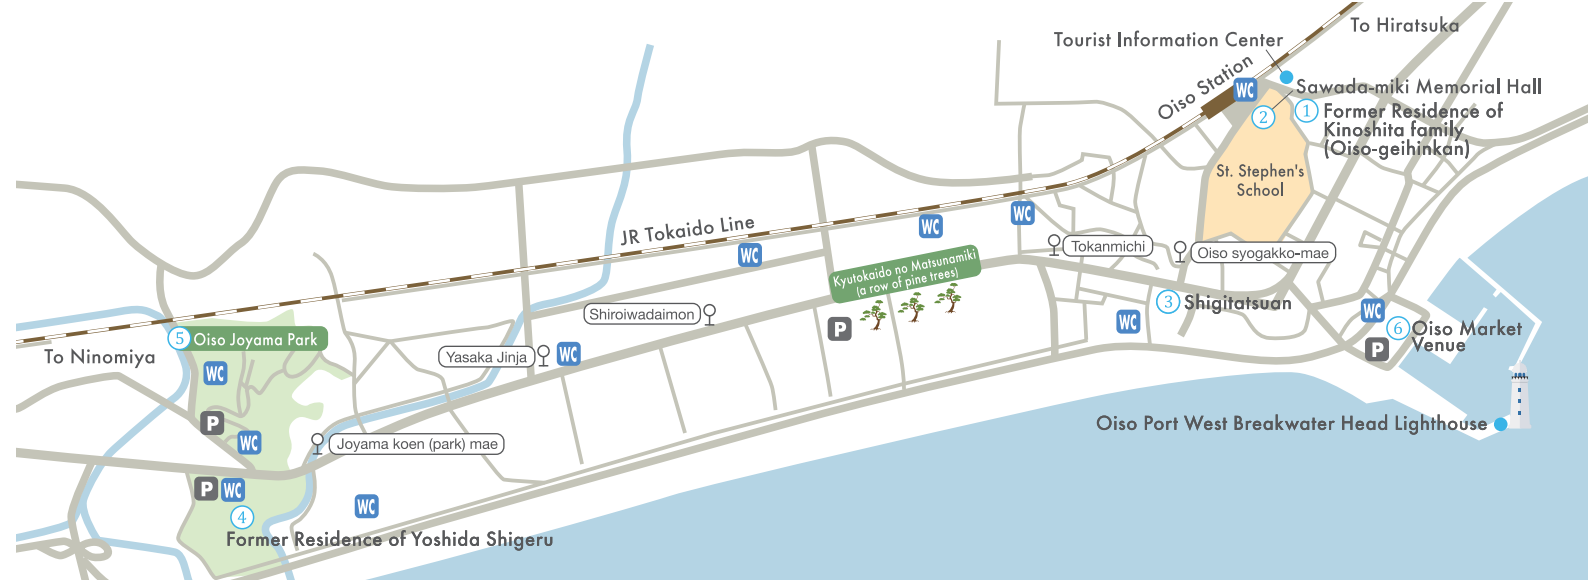 To Hiratsuka
Tourist Information Center
Oiso Station
WC
Sawada-miki Memorial Hall
2
1
Former Residence of
Kinoshita family
(Oiso-geihinkan)
St. Stephen's
School
JR Tokaido Line
WC
WC
WC
Tokanmichi
Oiso syogakko-mae
Kyutokaido no Matsunamiki
(a row of pine trees)
Shiroiwadaimon
P
3
Shigitatsuan
WC
WC
6
Oiso Market
Venue
P
5
Oiso Joyama Park
To Ninomiya
WC
Yasaka Jinja
WC
P
WC
Joyama koen (park) mae
Oiso Port West Breakwater Head Lighthouse
P
WC
WC
4
Former Residence of Yoshida Shigeru